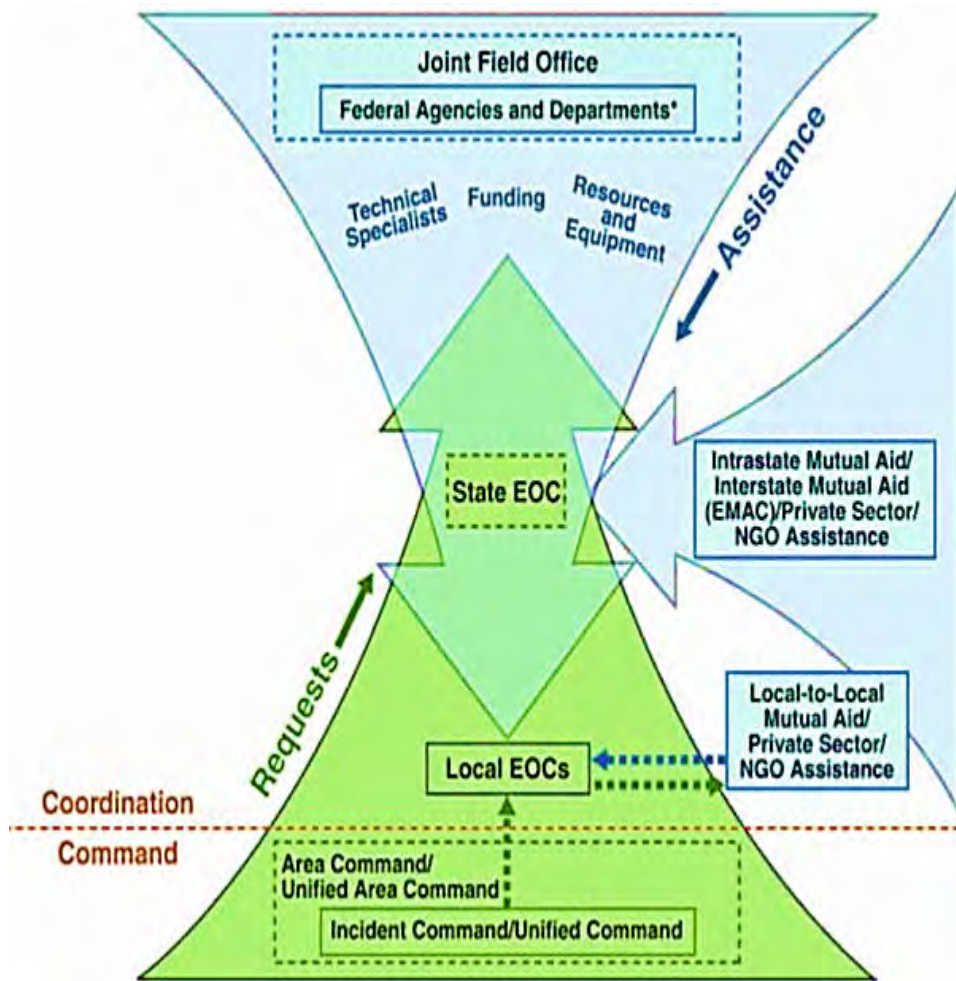 Joint Field Office
Federal Agencies and Departments*
Technical
Specialists
Funding
Resources
and
Equipment
Assistance
State EOC
Intrastate Mutual Aid/
Interstate Mutual Aid
(EMAC)/Private Sector/
NGO Assistance
Requests
Local-to-Local
Mutual Aid/
Private Sector/
NGO Assistance
Local EOCs
Coordination
Command
Area Command/
Unified Area Command
Incident Command/Unified Command